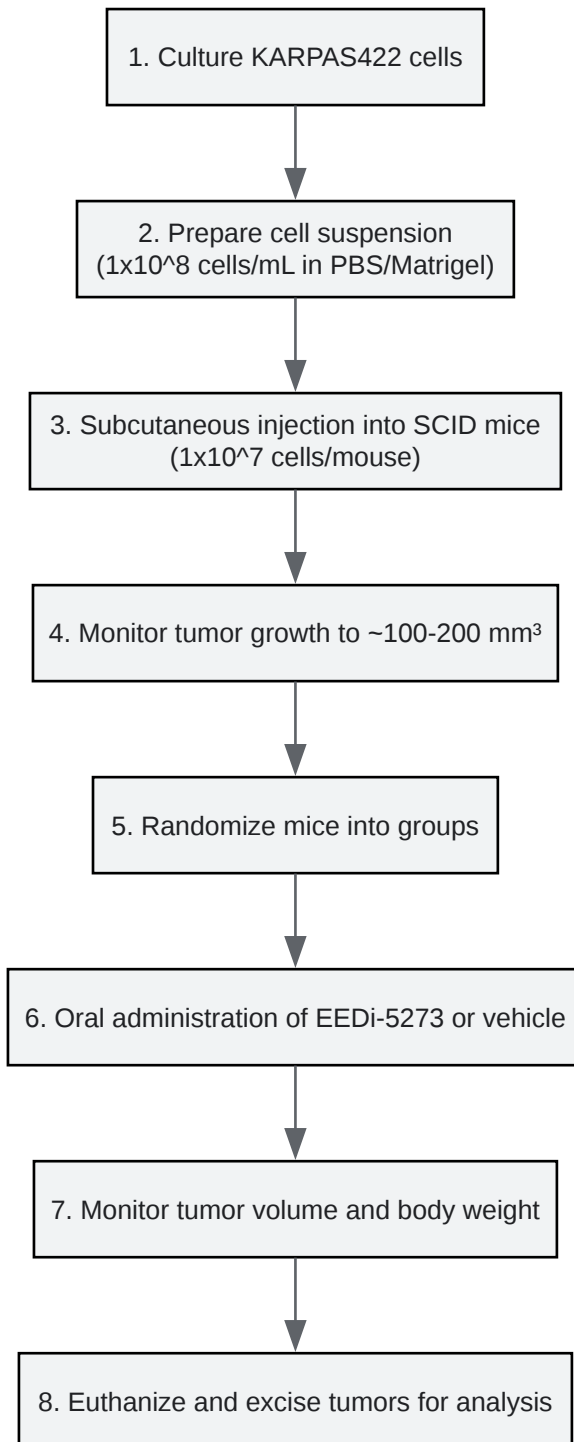 1. Culture KARPAS422 cells
2. Prepare cell suspension
(1x10^8 cells/mL in PBS/Matrigel)
3. Subcutaneous injection into SCID mice
(1x10^7 cells/mouse)
4. Monitor tumor growth to ~100-200 mm³
5. Randomize mice into groups
6. Oral administration of EEDi-5273 or vehicle
7. Monitor tumor volume and body weight
8. Euthanize and excise tumors for analysis